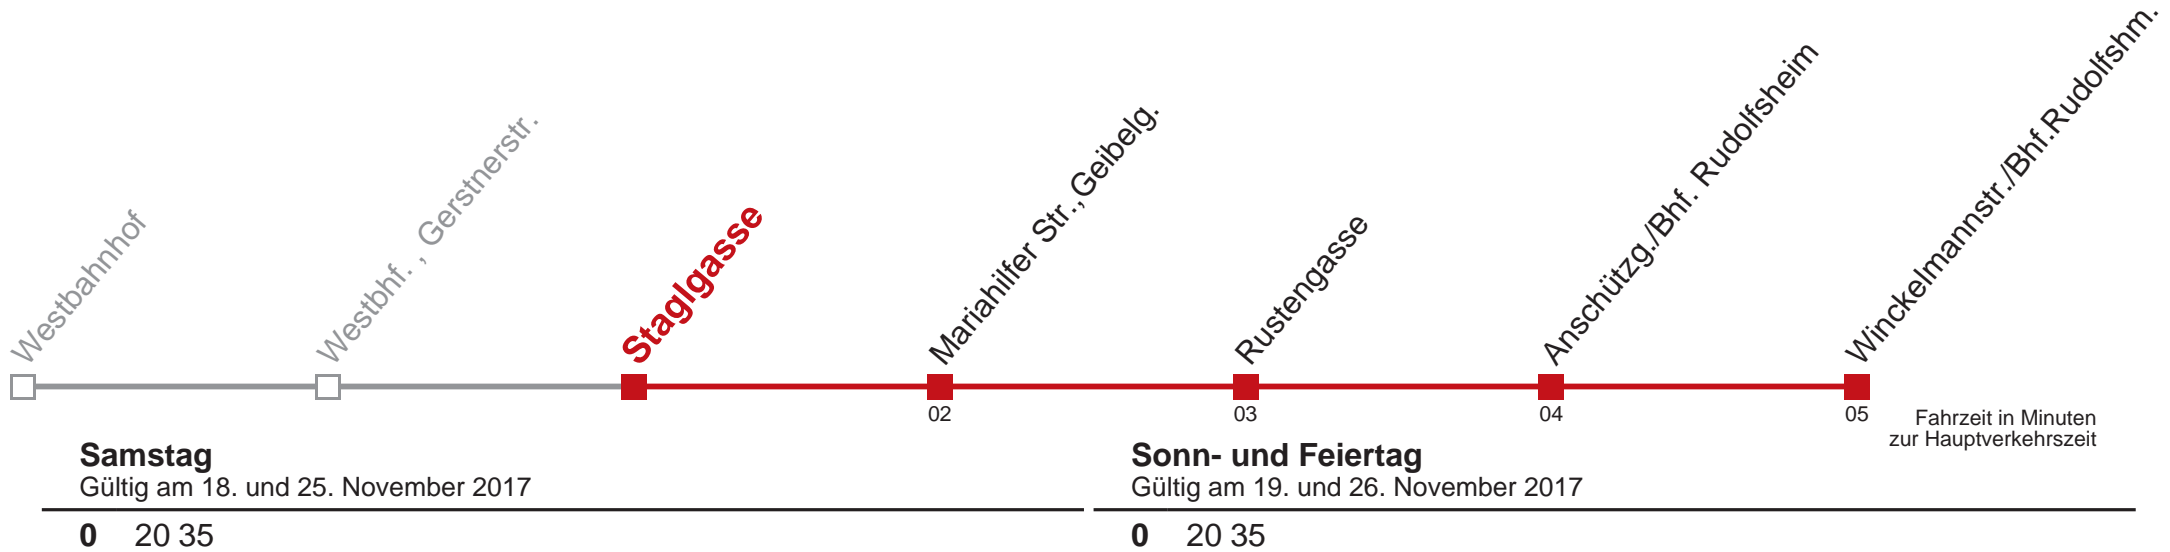 Westbahnhof
Westbhf. , Gerstnerstr.
Staglgasse
Mariahilfer Str.,Geibelg.
Rustengasse
Anschützg./Bhf. Rudolfsheim
Winckelmannstr./Bhf.Rudolfshm.
02
03
04
05
Fahrzeit in Minuten
zur Hauptverkehrszeit
Samstag
Gültig am 18. und 25. November 2017
0 20 35
Sonn- und Feiertag
Gültig am 19. und 26. November 2017
0 20 35